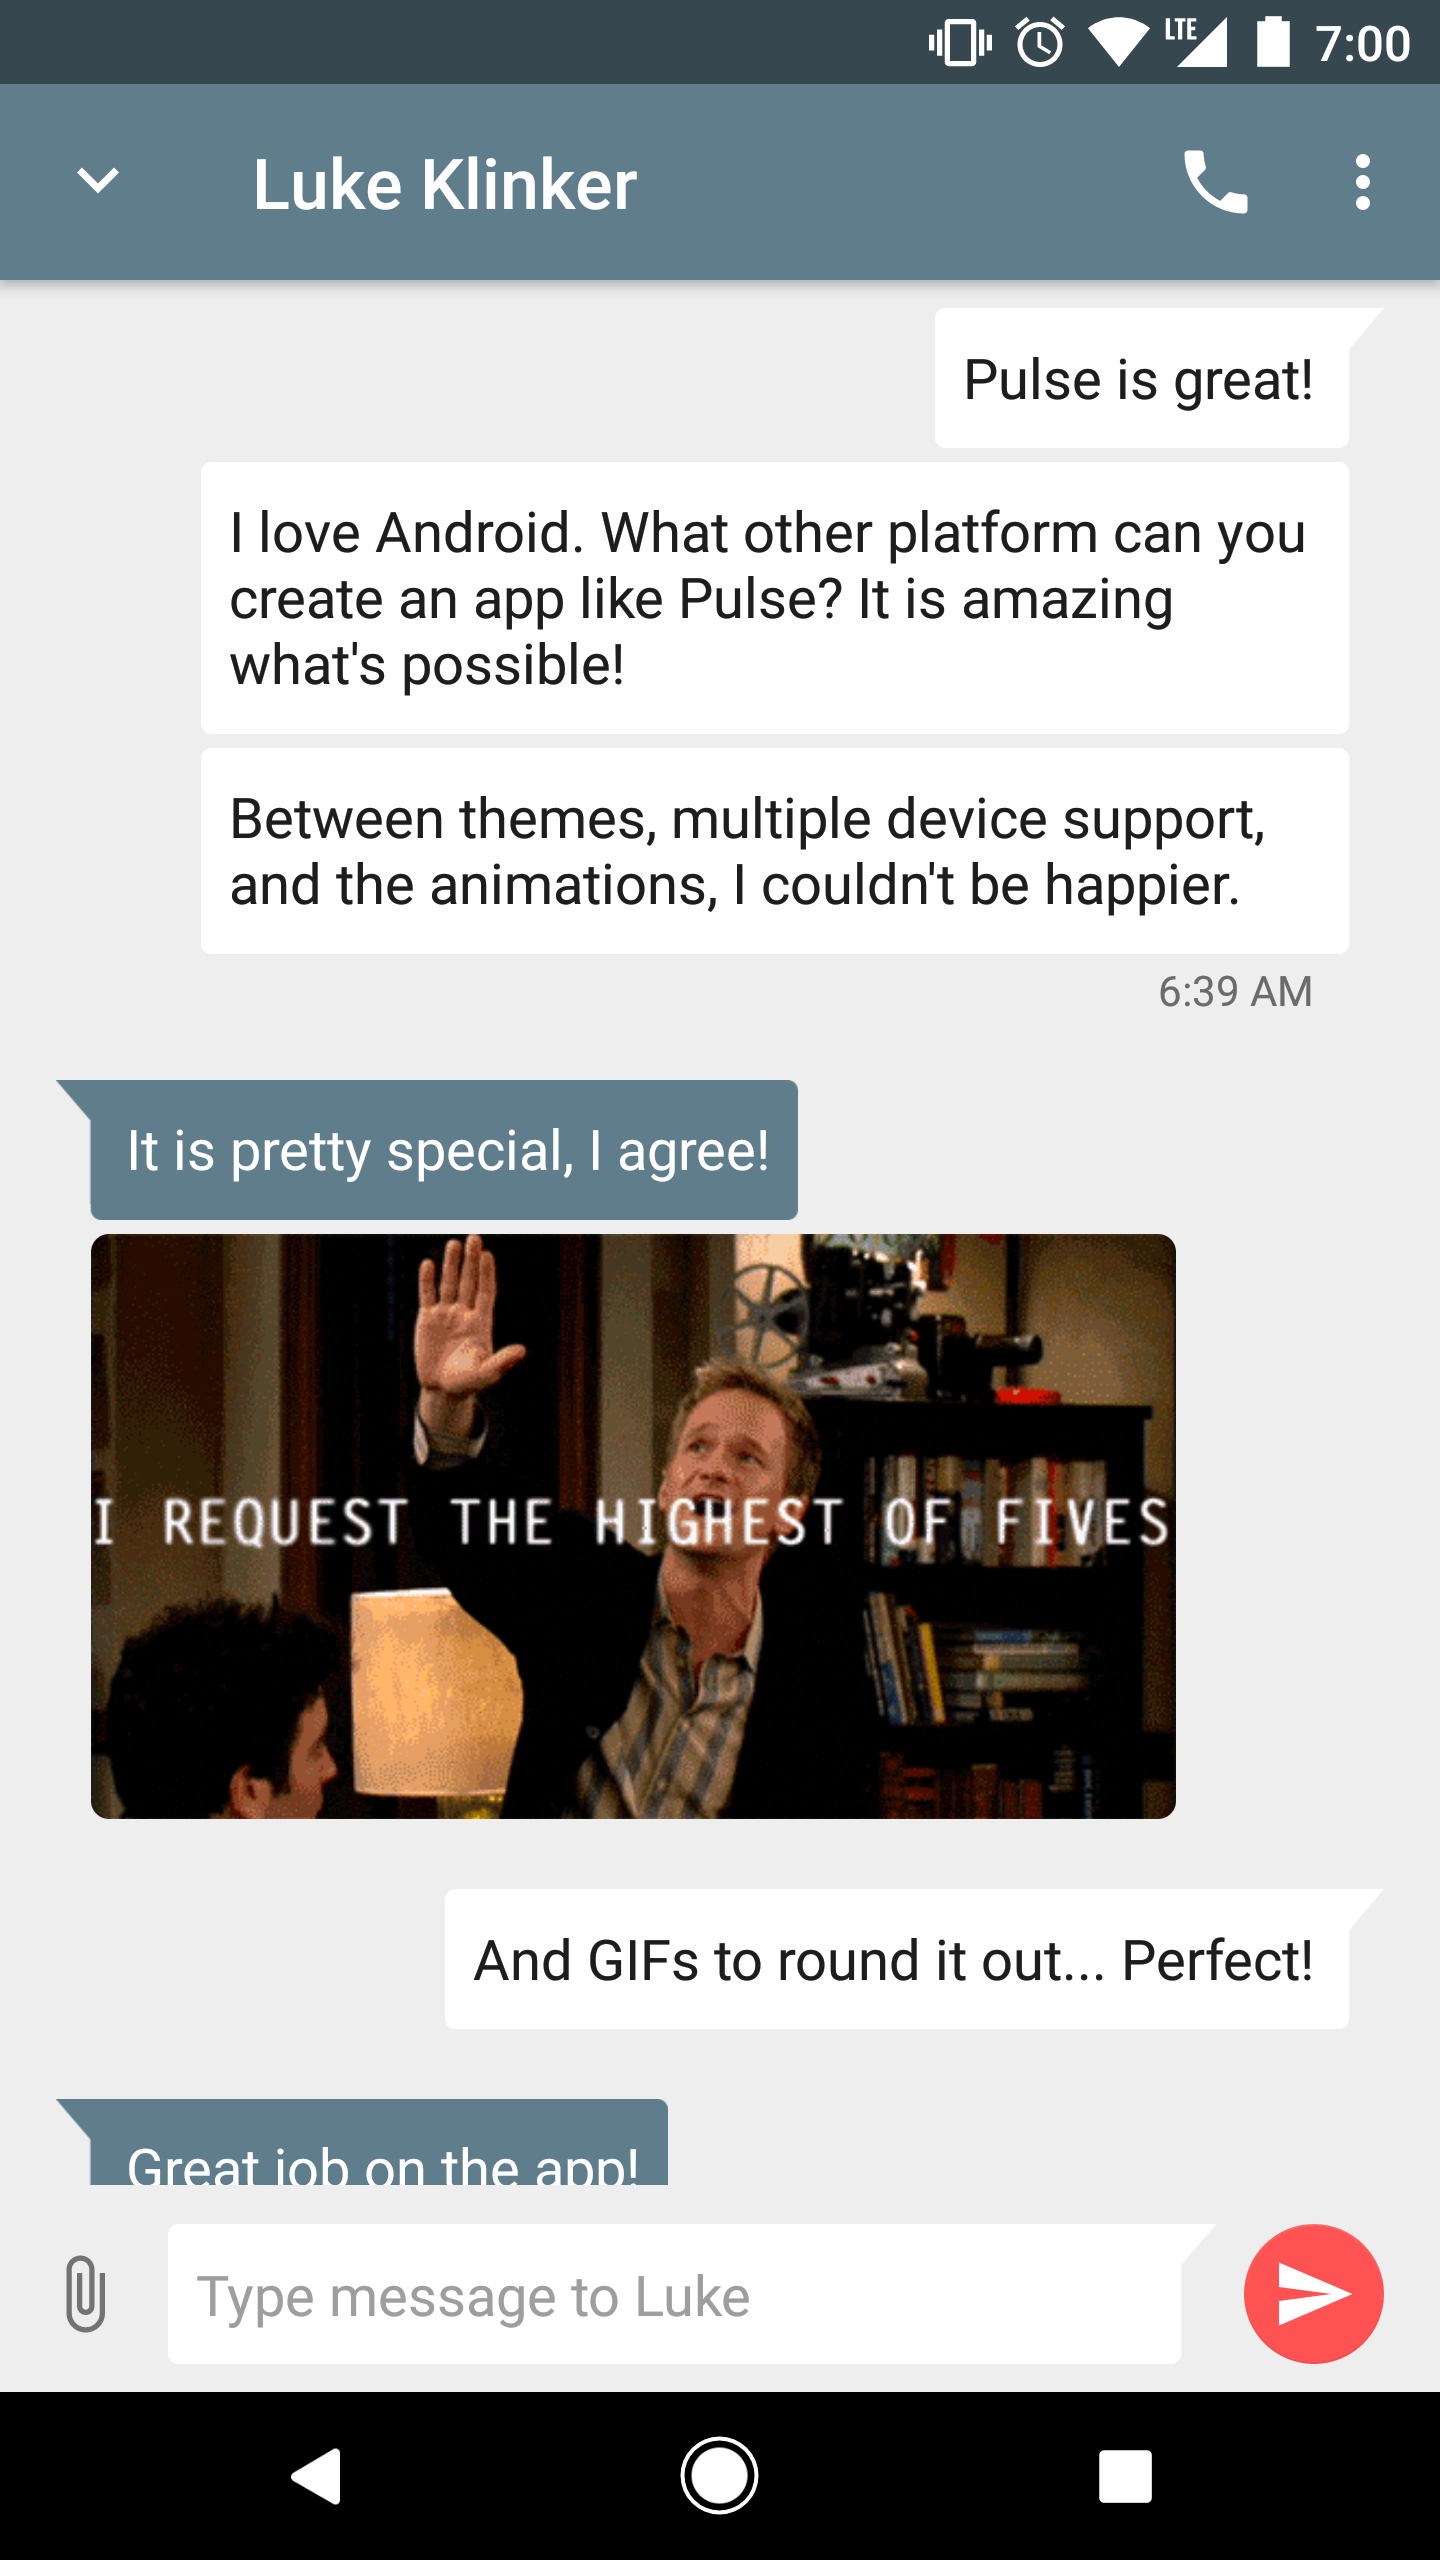 LTE 7:00
Luke Klinker
Pulse is great!
I love Android. What other platform can you
create an app like Pulse? It is amazing
what's possible!
Between themes, multiple device support,
and the animations, I couldn't be happier.
6:39 AM
It is pretty special, I agree!
I REQUEST THE HIGHEST OF FIVES
And GIFs to round it out... Perfect!
Great job on the app!
Type message to Luke